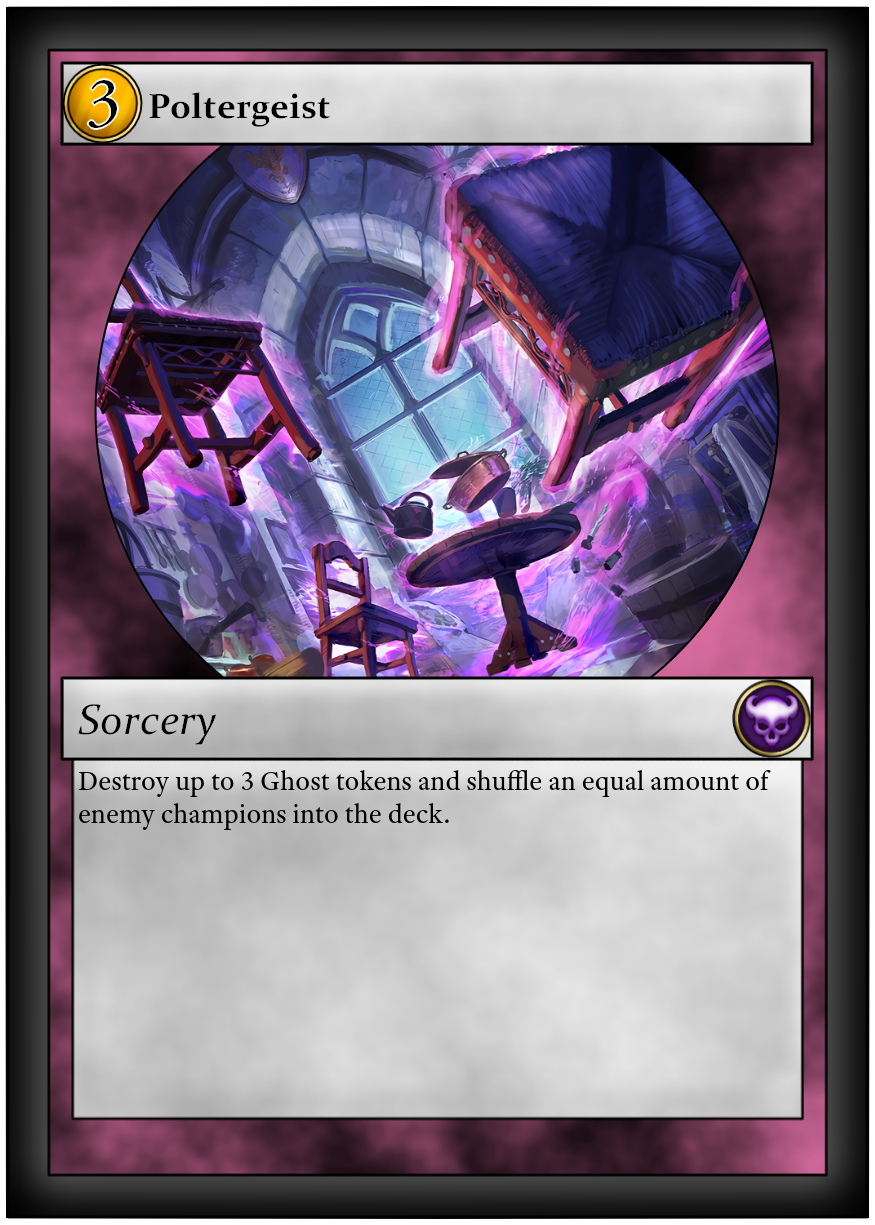 3 Poltergeist
Sorcery
Destroy up to 3 Ghost tokens and shuffle an equal amount of
enemy champions into the deck.